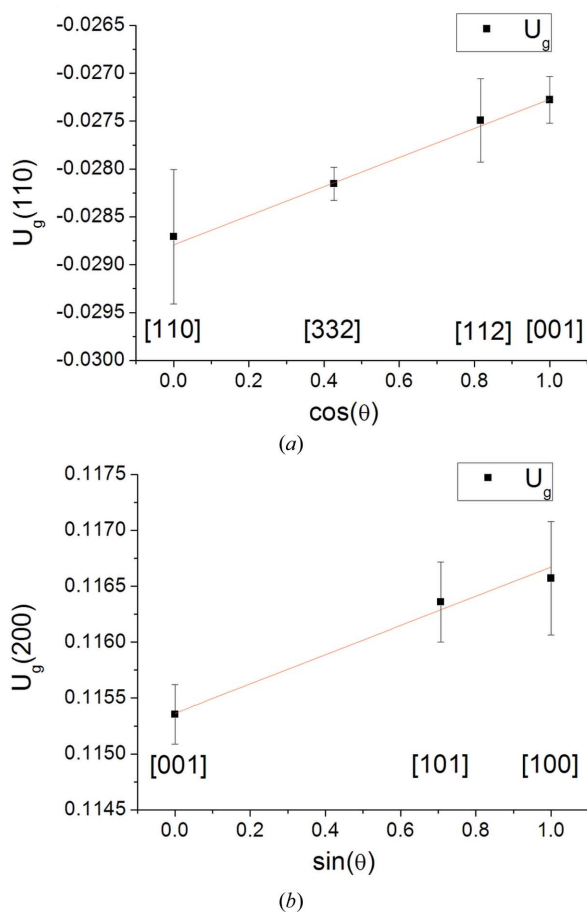 U_g
-0.0265
-0.0270
-0.0275
-0.0280
-0.0285
-0.0290
-0.0295
-0.0300
U_g(110)
[110] [332] [112] [001]
0.0 0.2 0.4 0.6 0.8 1.0
cos(θ)
(a)
U_g
0.1175
0.1170
0.1165
0.1160
0.1155
0.1150
0.1145
U_g(200)
[001] [101] [100]
0.0 0.2 0.4 0.6 0.8 1.0
sin(θ)
(b)